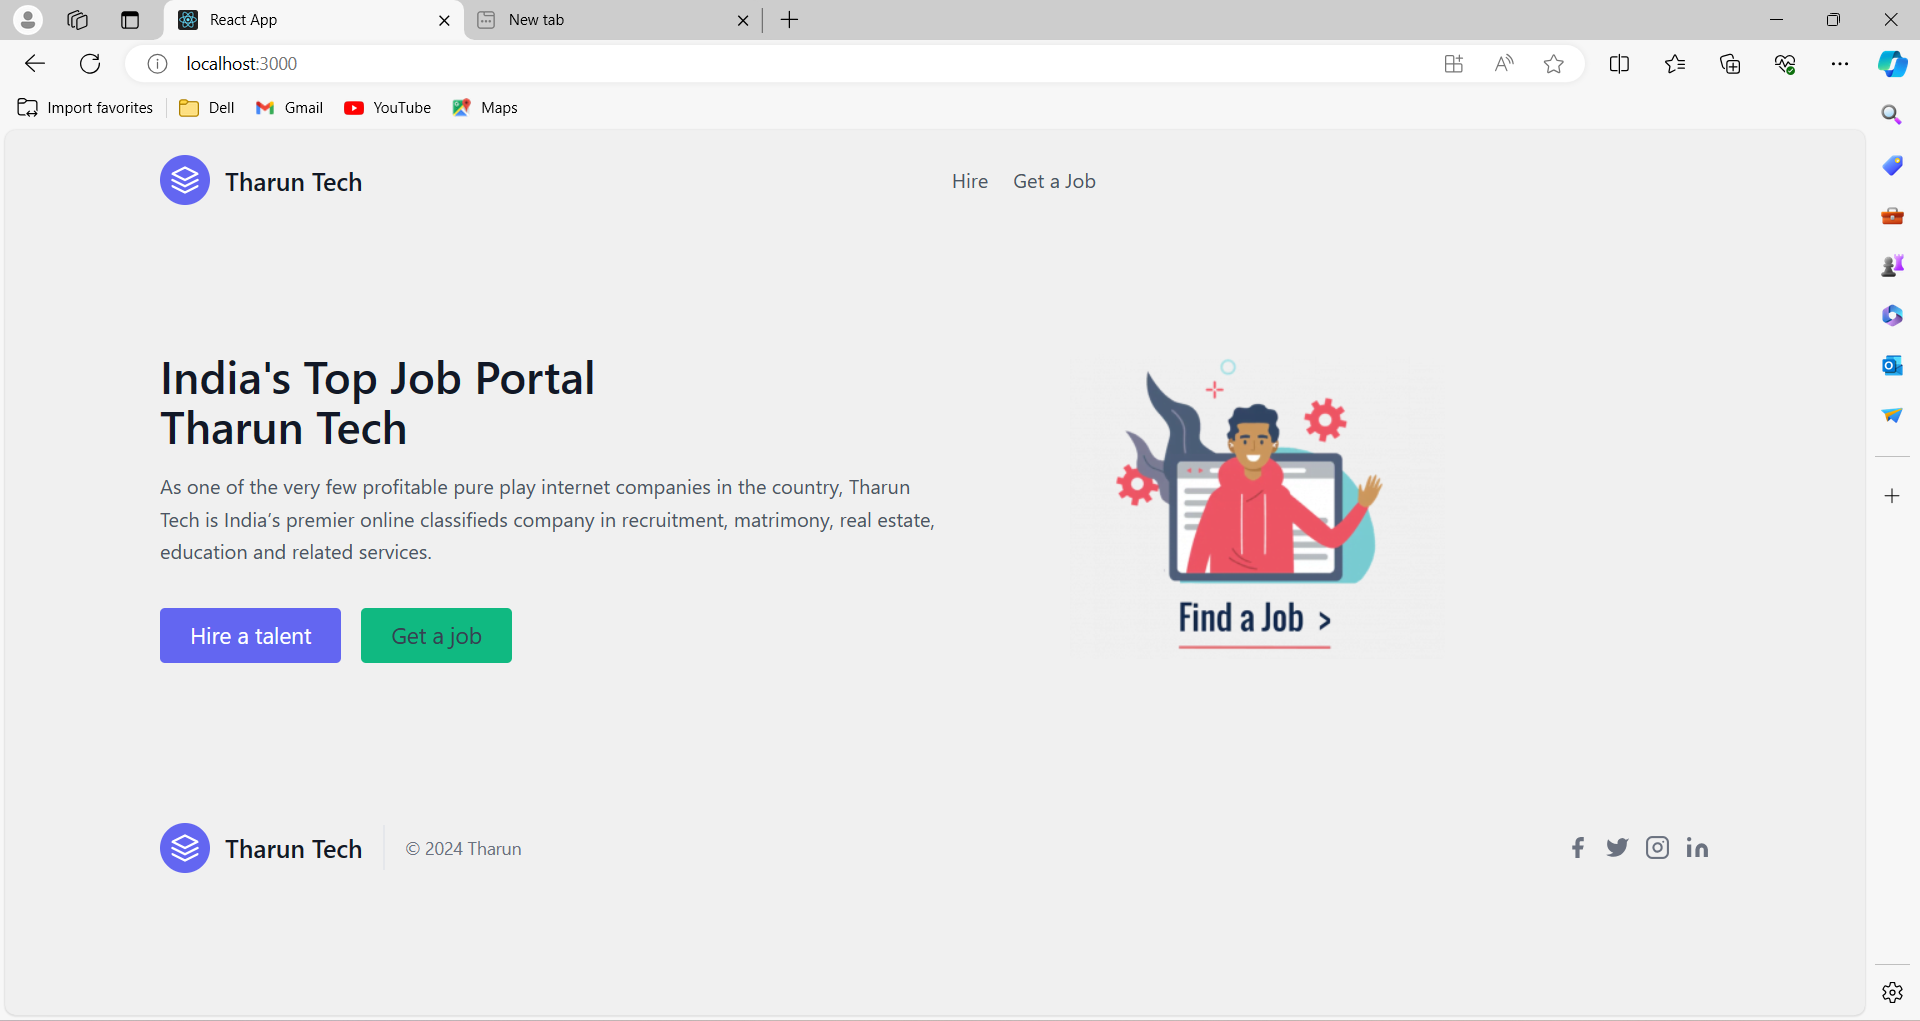 React App
New tab
localhost:3000
Import favorites
Dell
Gmail
YouTube
Maps
Tharun Tech
Hire
Get a Job
India's Top Job Portal
Tharun Tech
As one of the very few profitable pure play internet companies in the country, Tharun
Tech is India’s premier online classifieds company in recruitment, matrimony, real estate,
education and related services.
Hire a talent
Get a job
Find a Job >
Tharun Tech
© 2024 Tharun